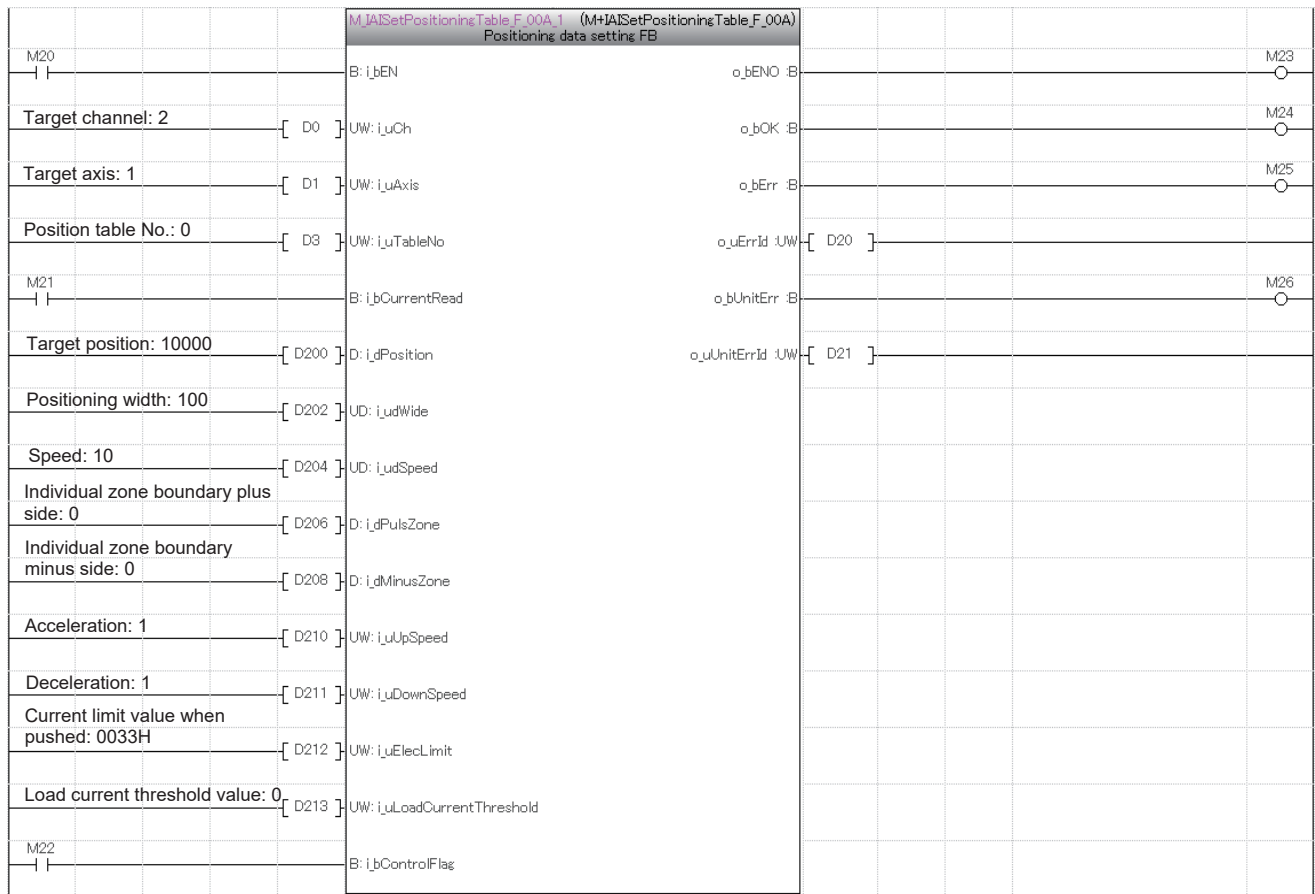 M_IAISetPositioningTable_F_00A_1 (M+IAISetPositioningTable_F_00A)
Positioning data setting FB
M20
B: i_bEN
o_bENO :B
M23
Target channel: 2
D0
UW: i_uCh
o_bOK :B
M24
Target axis: 1
D1
UW: i_uAxis
o_bErr :B
M25
Position table No.: 0
D3
UW: i_uTableNo
o_uErrId :UW
D20
M21
B: i_bCurrentRead
o_bUnitErr :B
M26
Target position: 10000
D200
D: i_dPosition
o_uUnitErrId :UW
D21
Positioning width: 100
D202
UD: i_udWide
Speed: 10
D204
UD: i_udSpeed
Individual zone boundary plus
side: 0
D206
D: i_dPulsZone
Individual zone boundary
minus side: 0
D208
D: i_dMinusZone
Acceleration: 1
D210
UW: i_uUpSpeed
Deceleration: 1
D211
UW: i_uDownSpeed
Current limit value when
pushed: 0033H
D212
UW: i_uElecLimit
Load current threshold value: 0
D213
UW: i_uLoadCurrentThreshold
M22
B: i_bControlFlag